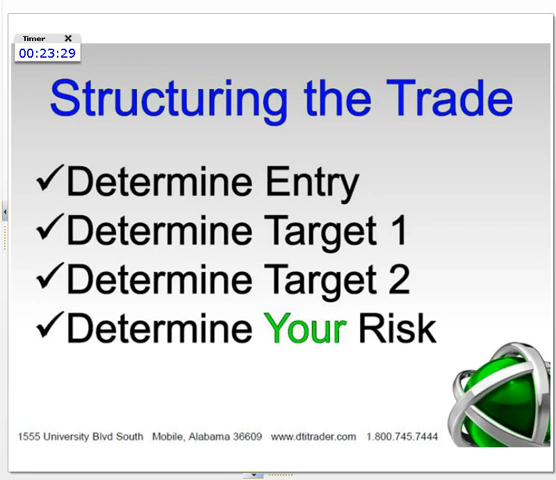 Timer
00:23:29
Structuring the Trade
✓Determine Entry
✓Determine Target 1
✓Determine Target 2
✓Determine Your Risk
1555 University Blvd South Mobile, Alabama 36609 www.dtitrader.com 1.800.745.7444